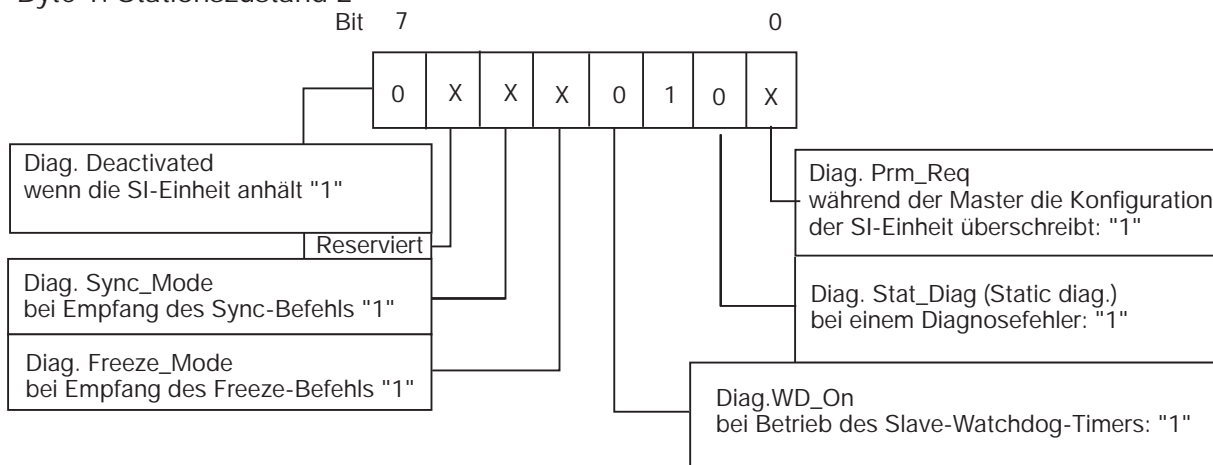 Bit 7 0
0 X X X 0 1 0 X
Diag. Deactivated
wenn die SI-Einheit anhält "1"
Reserviert
Diag. Sync_Mode
bei Empfang des Sync-Befehls "1"
Diag. Freeze_Mode
bei Empfang des Freeze-Befehls "1"
Diag. Prm_Req
während der Master die Konfiguration
der SI-Einheit überschreibt: "1"
Diag. Stat_Diag (Static diag.)
bei einem Diagnosefehler: "1"
Diag.WD_On
bei Betrieb des Slave-Watchdog-Timers: "1"